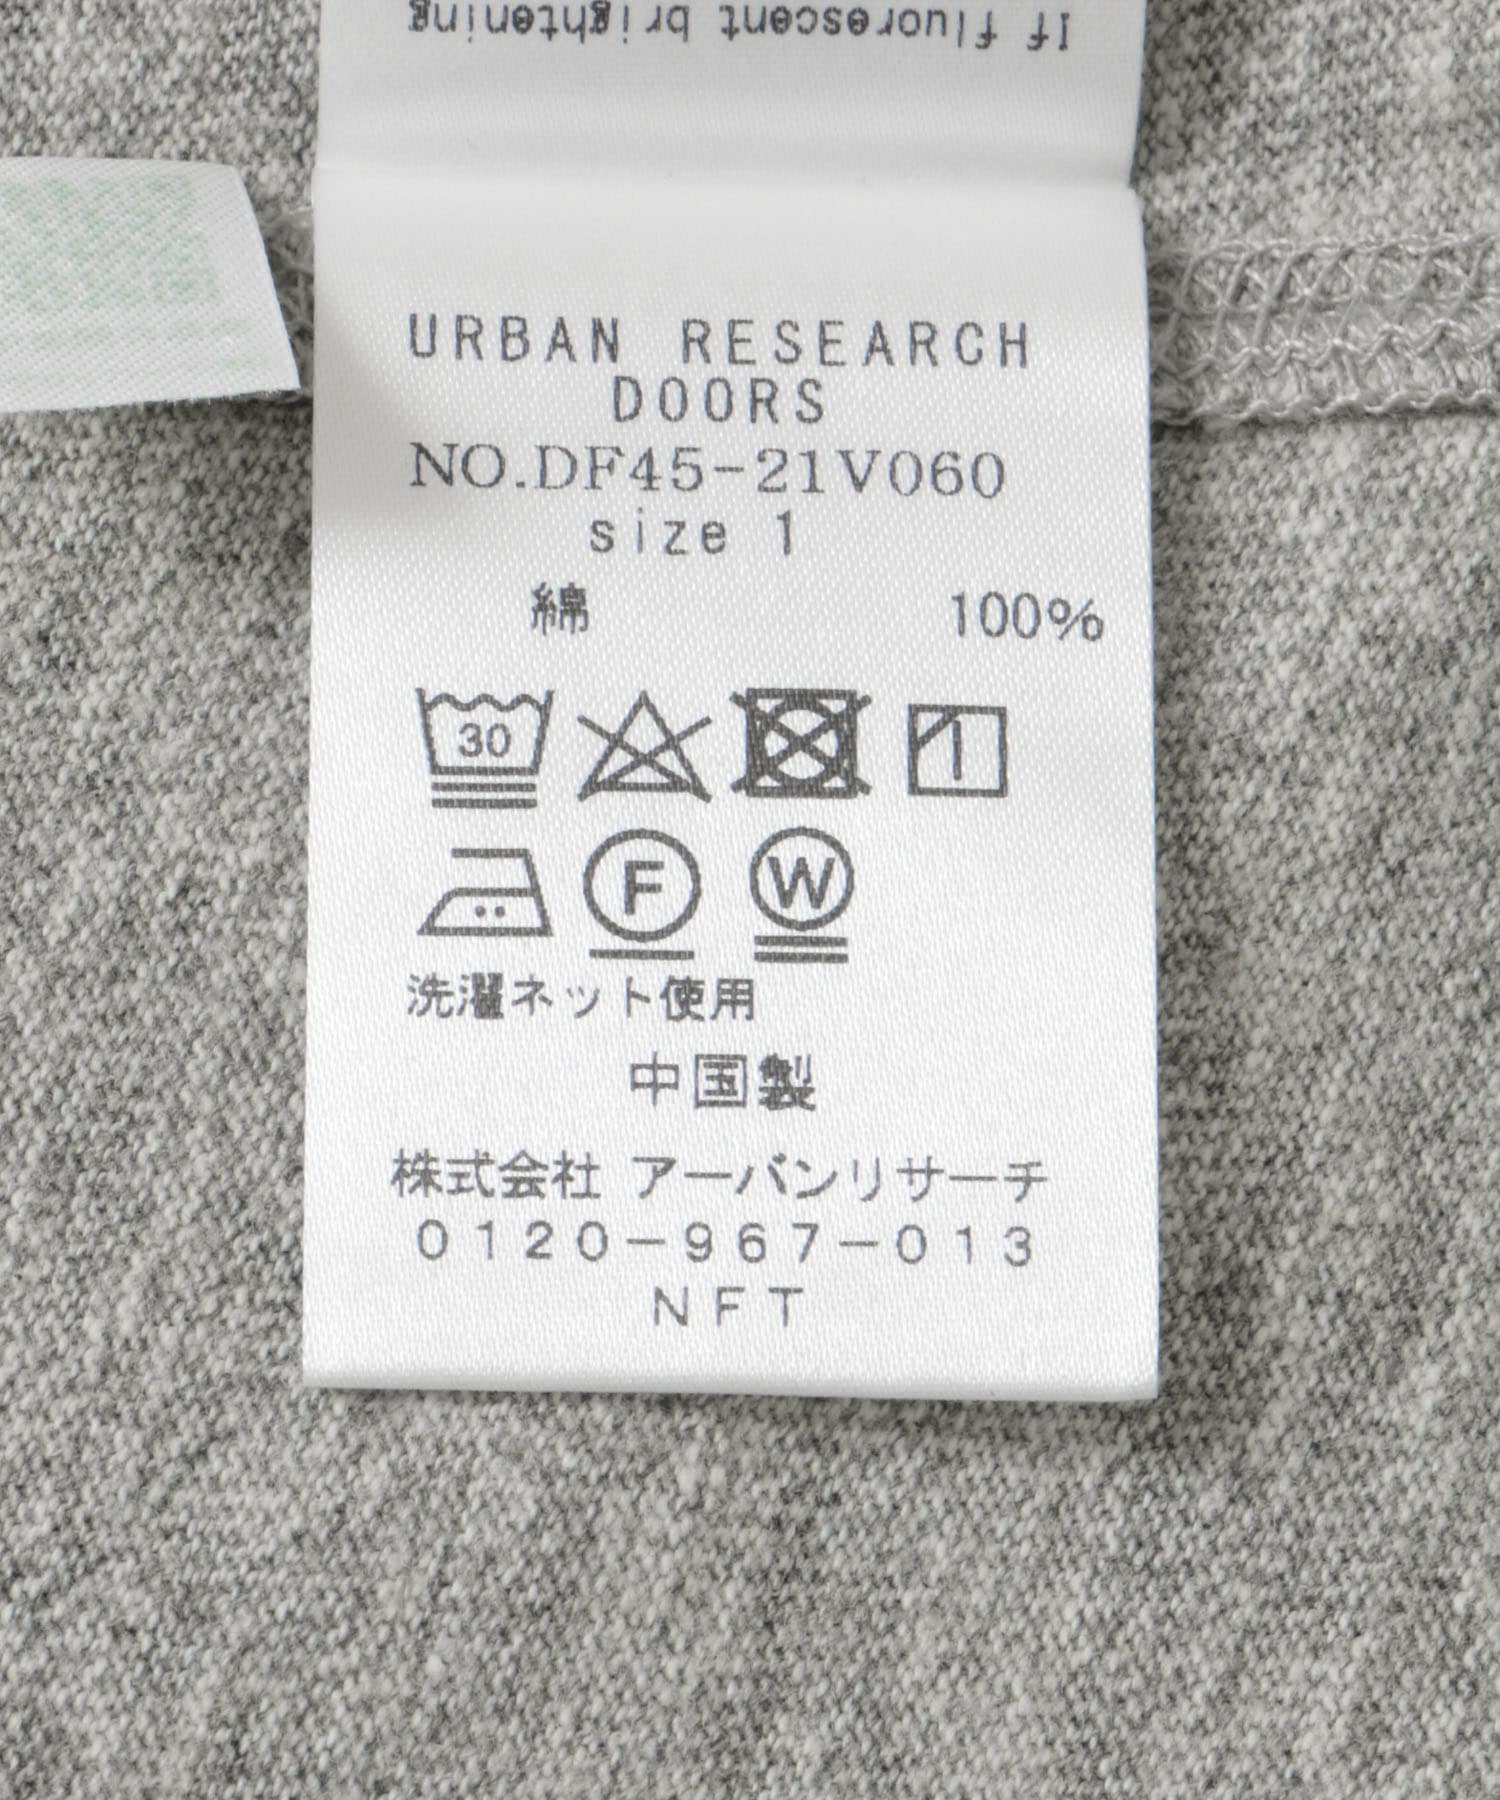 If fluorescent brightening
URBAN RESEARCH
DOORS
NO.DF45-21V060
size 1
綿 100%
30
F W
洗濯ネット使用
中国製
株式会社 アーバンリサーチ
0120-967-013
NFT